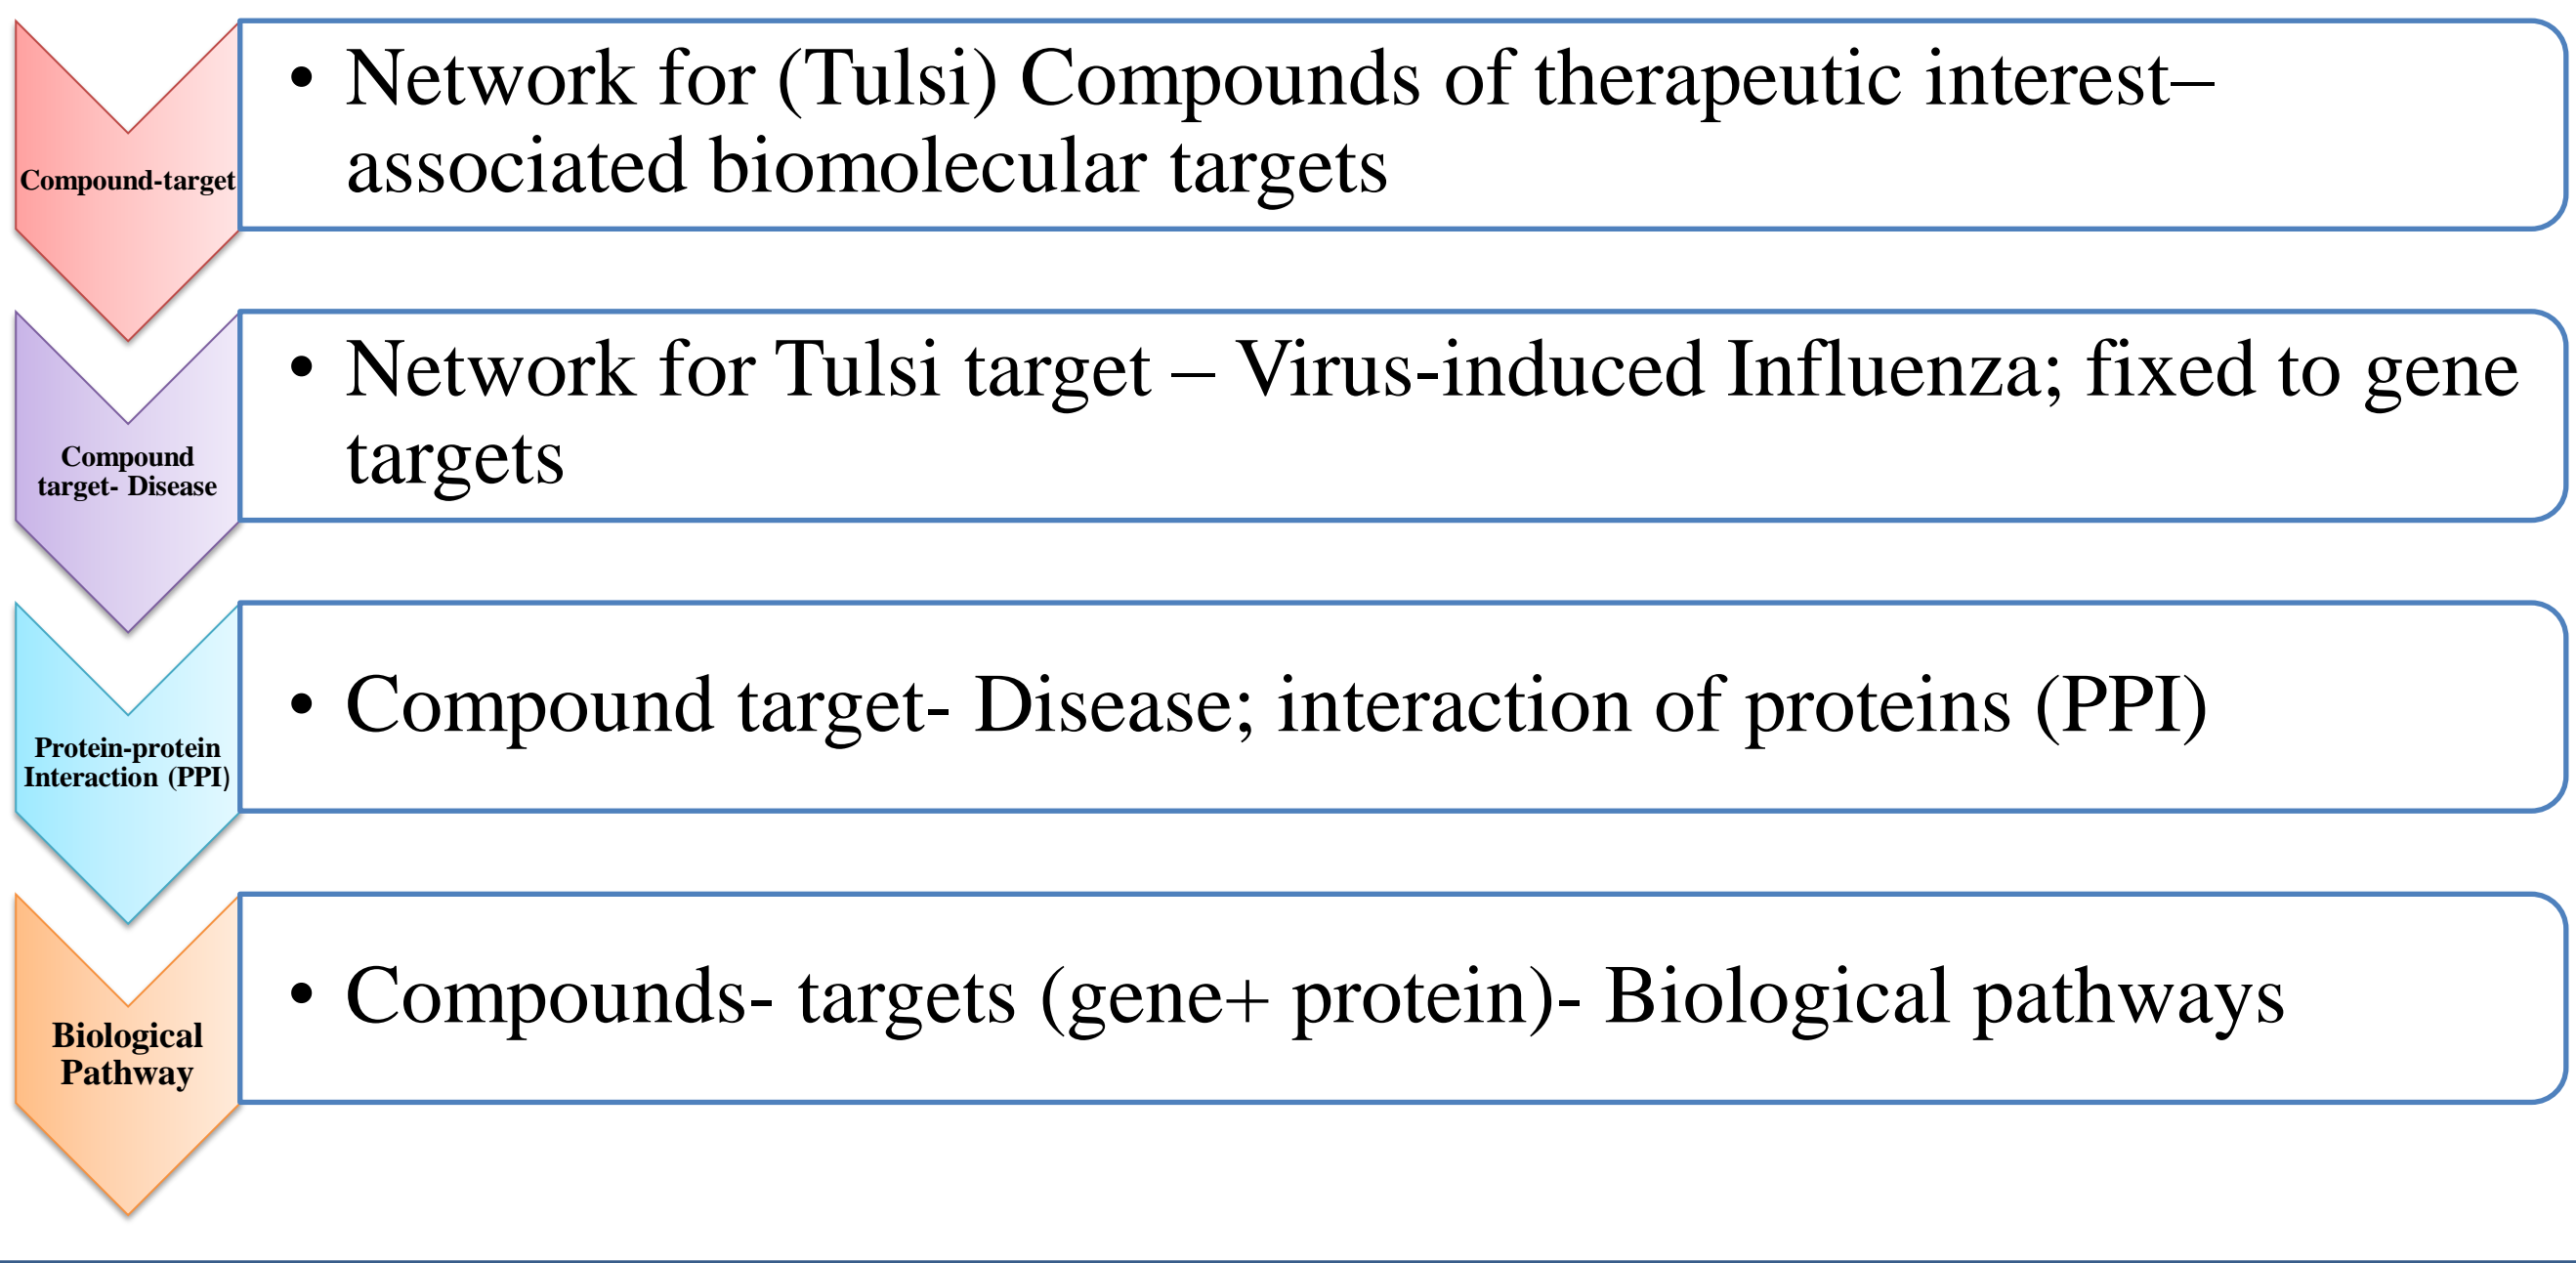 Compound-target
• Network for (Tulsi) Compounds of therapeutic interest–
associated biomolecular targets
Compound
target- Disease
• Network for Tulsi target – Virus-induced Influenza; fixed to gene
targets
Protein-protein
Interaction (PPI)
• Compound target- Disease; interaction of proteins (PPI)
Biological
Pathway
• Compounds- targets (gene+ protein)- Biological pathways